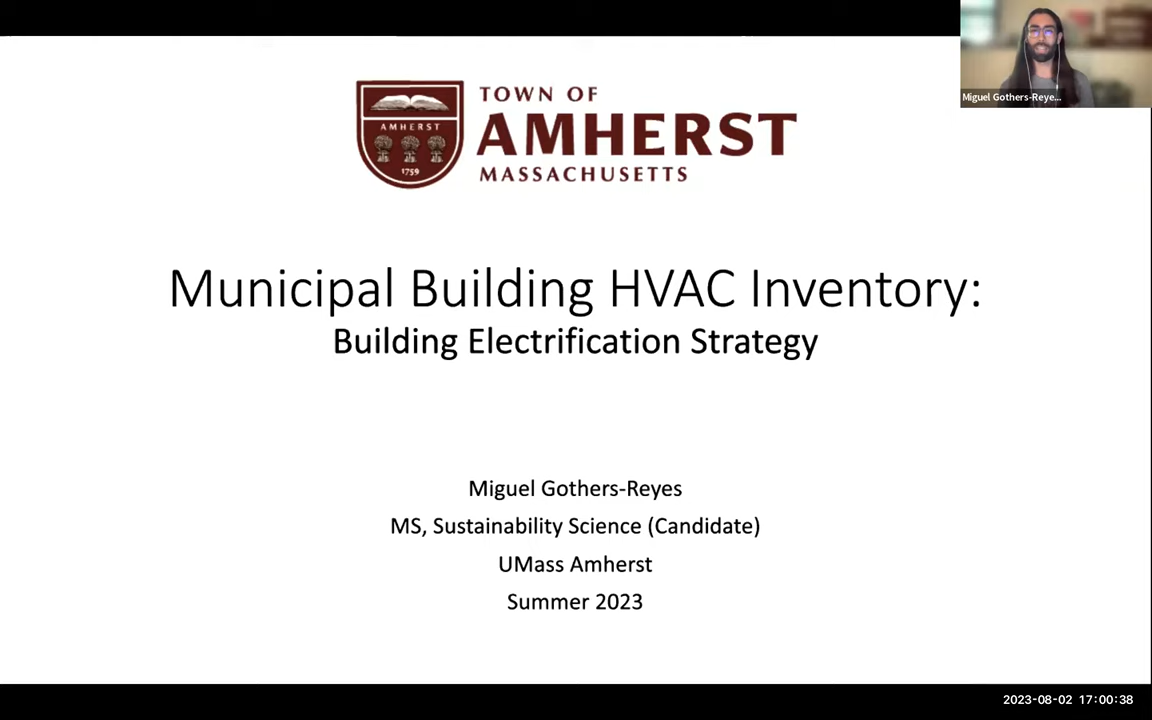 Miguel Gothers-Reye...
TOWN OF
AMHERST
MASSACHUSETTS
AMHERST
1759
Municipal Building HVAC Inventory:
Building Electrification Strategy
Miguel Gothers-Reyes
MS, Sustainability Science (Candidate)
UMass Amherst
Summer 2023
2023-08-02 17:00:38